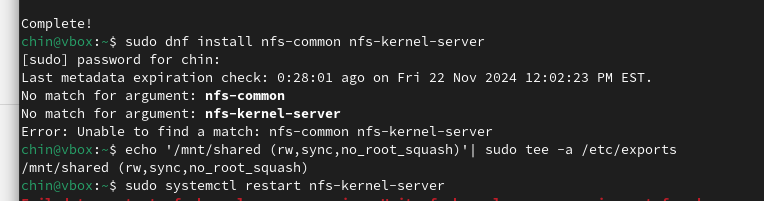 Complete!
chin@vbox:~$ sudo dnf install nfs-common nfs-kernel-server
[sudo] password for chin:
Last metadata expiration check: 0:28:01 ago on Fri 22 Nov 2024 12:02:23 PM EST.
No match for argument: nfs-common
No match for argument: nfs-kernel-server
Error: Unable to find a match: nfs-common nfs-kernel-server
chin@vbox:~$ echo '/mnt/shared (rw,sync,no_root_squash)'| sudo tee -a /etc/exports
/mnt/shared (rw,sync,no_root_squash)
chin@vbox:~$ sudo systemctl restart nfs-kernel-server